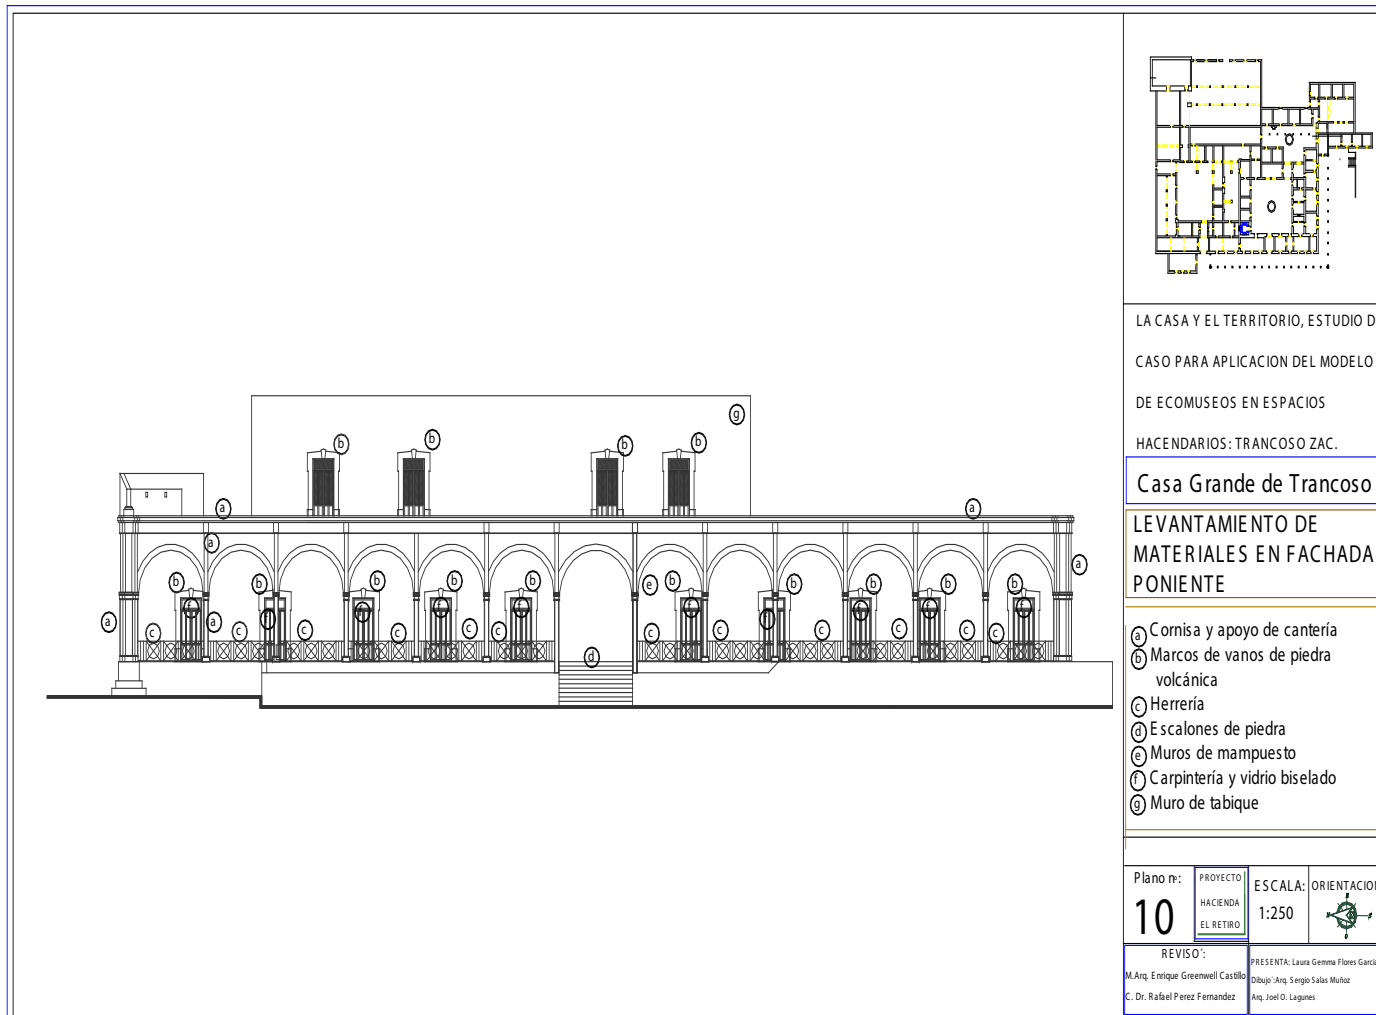 LA CASA Y EL TERRITORIO, ESTUDIO D
CASO PARA APLICACION DEL MODELO
DE ECOMUSEOS EN ESPACIOS
HACENDARIOS: TRANCOSO ZAC.
Casa Grande de Trancoso
LEVANTAMIENTO DE
MATERIALES EN FACHADA
PONIENTE
a Cornisa y apoyo de cantería
b Marcos de vanos de piedra
volcánica
c Herrería
d Escalones de piedra
e Muros de mampuesto
f Carpintería y vidrio biselado
g Muro de tabique
Plano nº:
10
PROYECTO
HACIENDA
EL RETIRO
ESCALA:
1:250
ORIENTACION
REVISO´:
M.Arq. Enrique Greenwell Castillo
C. Dr. Rafael Perez Fernandez
PRESENTA: Laura Gemma Flores Garcia
Dibujo´:Arq. Sergio Salas Muñoz
Arq. Joel O. Lagunes
g
b b b b
a a
a a
e
b b b b b b b b b b
f f f f f f f f f f
a a
c c c c c c c c c c c c
d